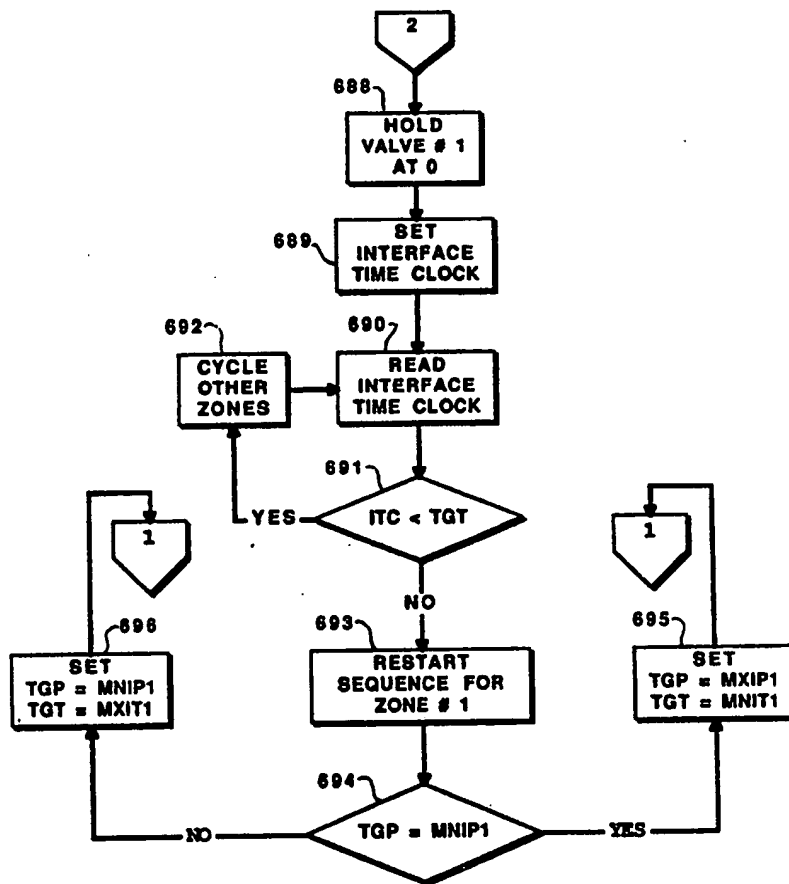 2
688
HOLD
VALVE # 1
AT 0
689
SET
INTERFACE
TIME CLOCK
692
CYCLE
OTHER
ZONES
690
READ
INTERFACE
TIME CLOCK
691
ITC < TGT
YES
NO
1
1
696
SET
TGP = MNIP1
TGT = MXIT1
693
RESTART
SEQUENCE FOR
ZONE # 1
695
SET
TGP = MXIP1
TGT = MNIT1
694
TGP = MNIP1
NO
YES